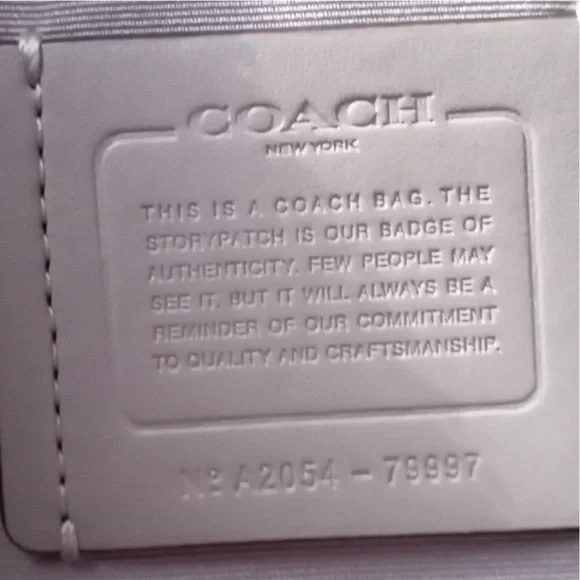 COACH
NEW YORK
THIS IS A COACH BAG. THE
STORYPATCH IS OUR BADGE OF
AUTHENTICITY. FEW PEOPLE MAY
SEE IT. BUT IT WILL ALWAYS BE A
REMINDER OF OUR COMMITMENT
TO QUALITY AND CRAFTSMANSHIP.
Nº A2054 - 79997